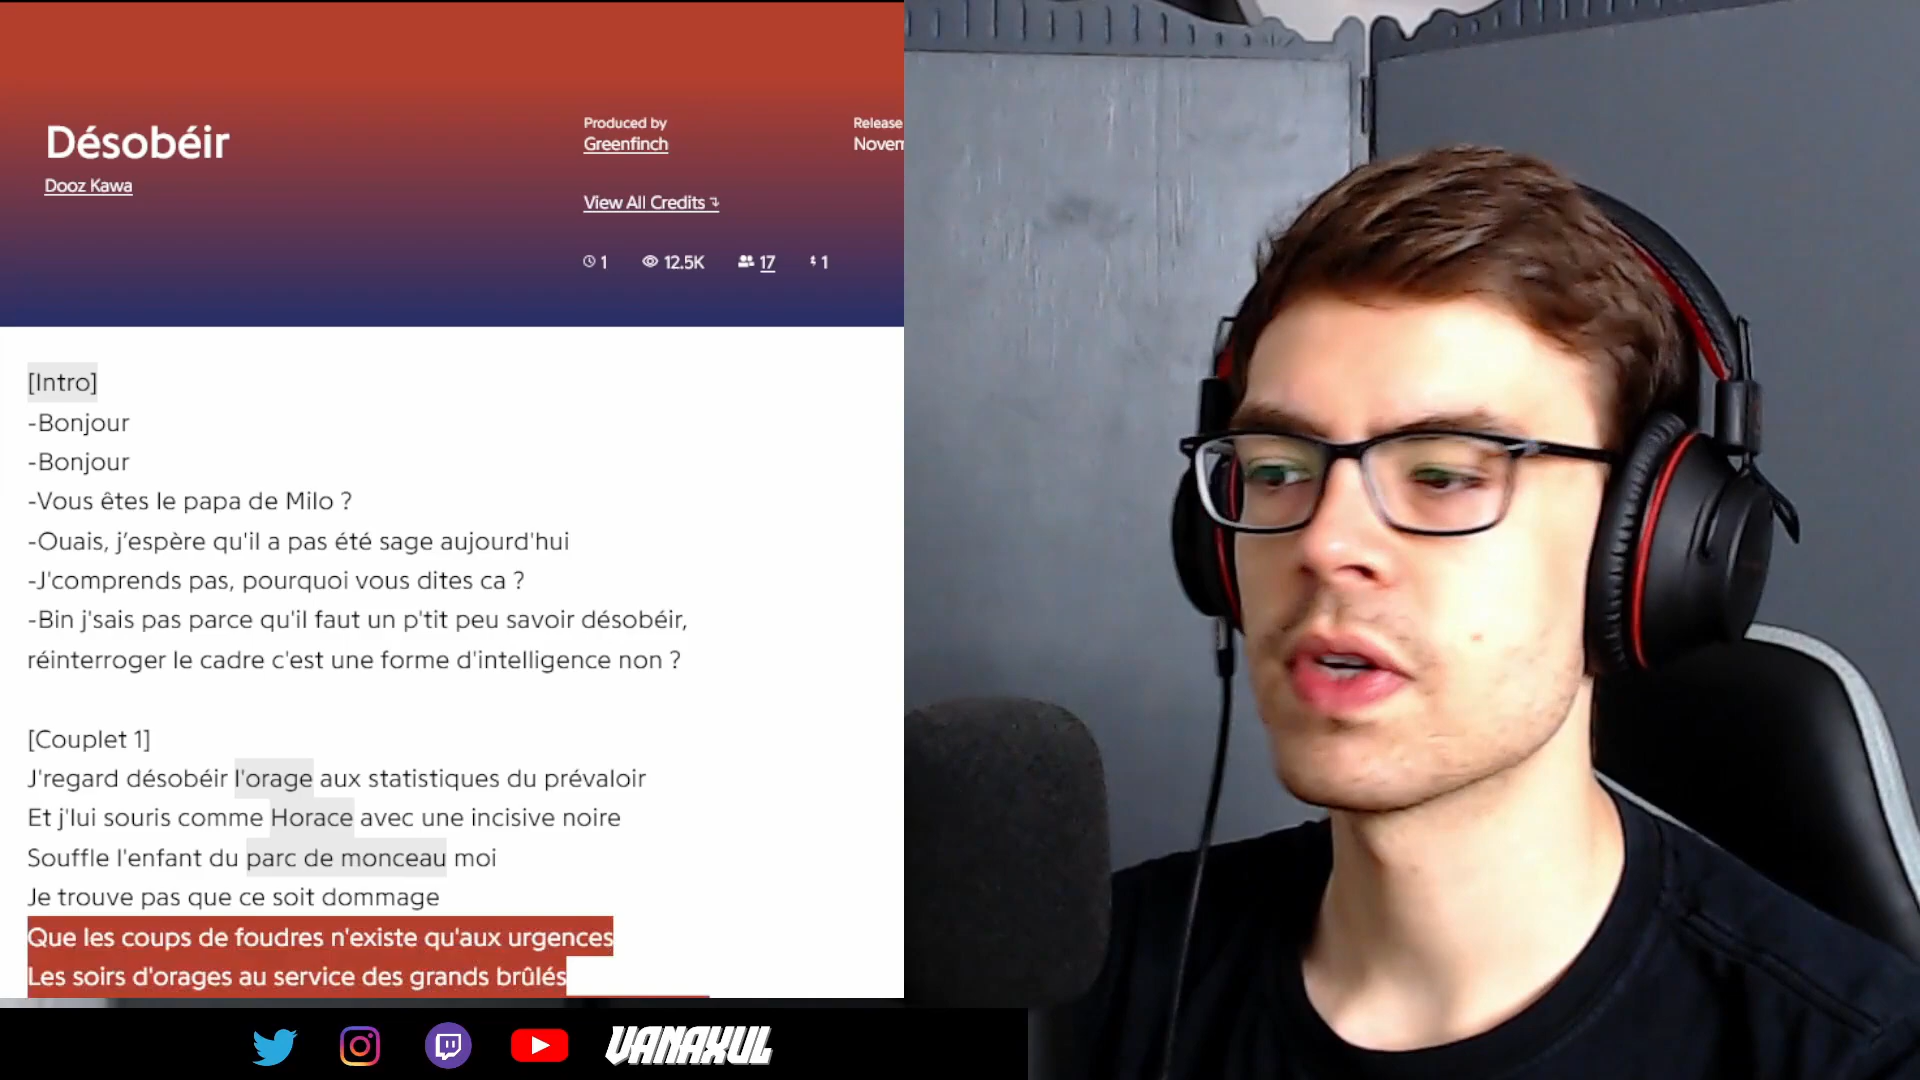 Désobéir
Dooz Kawa
Produced by
Greenfinch
Release
Novem
View All Credits
1
12.5K
17
1
[Intro]
-Bonjour
-Bonjour
-Vous êtes le papa de Milo ?
-Ouais, j’espère qu'il a pas été sage aujourd'hui
-J'comprends pas, pourquoi vous dites ca ?
-Bin j'sais pas parce qu'il faut un p'tit peu savoir désobéir,
réinterroger le cadre c'est une forme d'intelligence non ?
[Couplet 1]
J'regard désobéir l'orage aux statistiques du prévaloir
Et j'lui souris comme Horace avec une incisive noire
Souffle l'enfant du parc de monceau moi
Je trouve pas que ce soit dommage
Que les coups de foudres n'existe qu'aux urgences
Les soirs d'orages au service des grands brûlés
VANAXUL